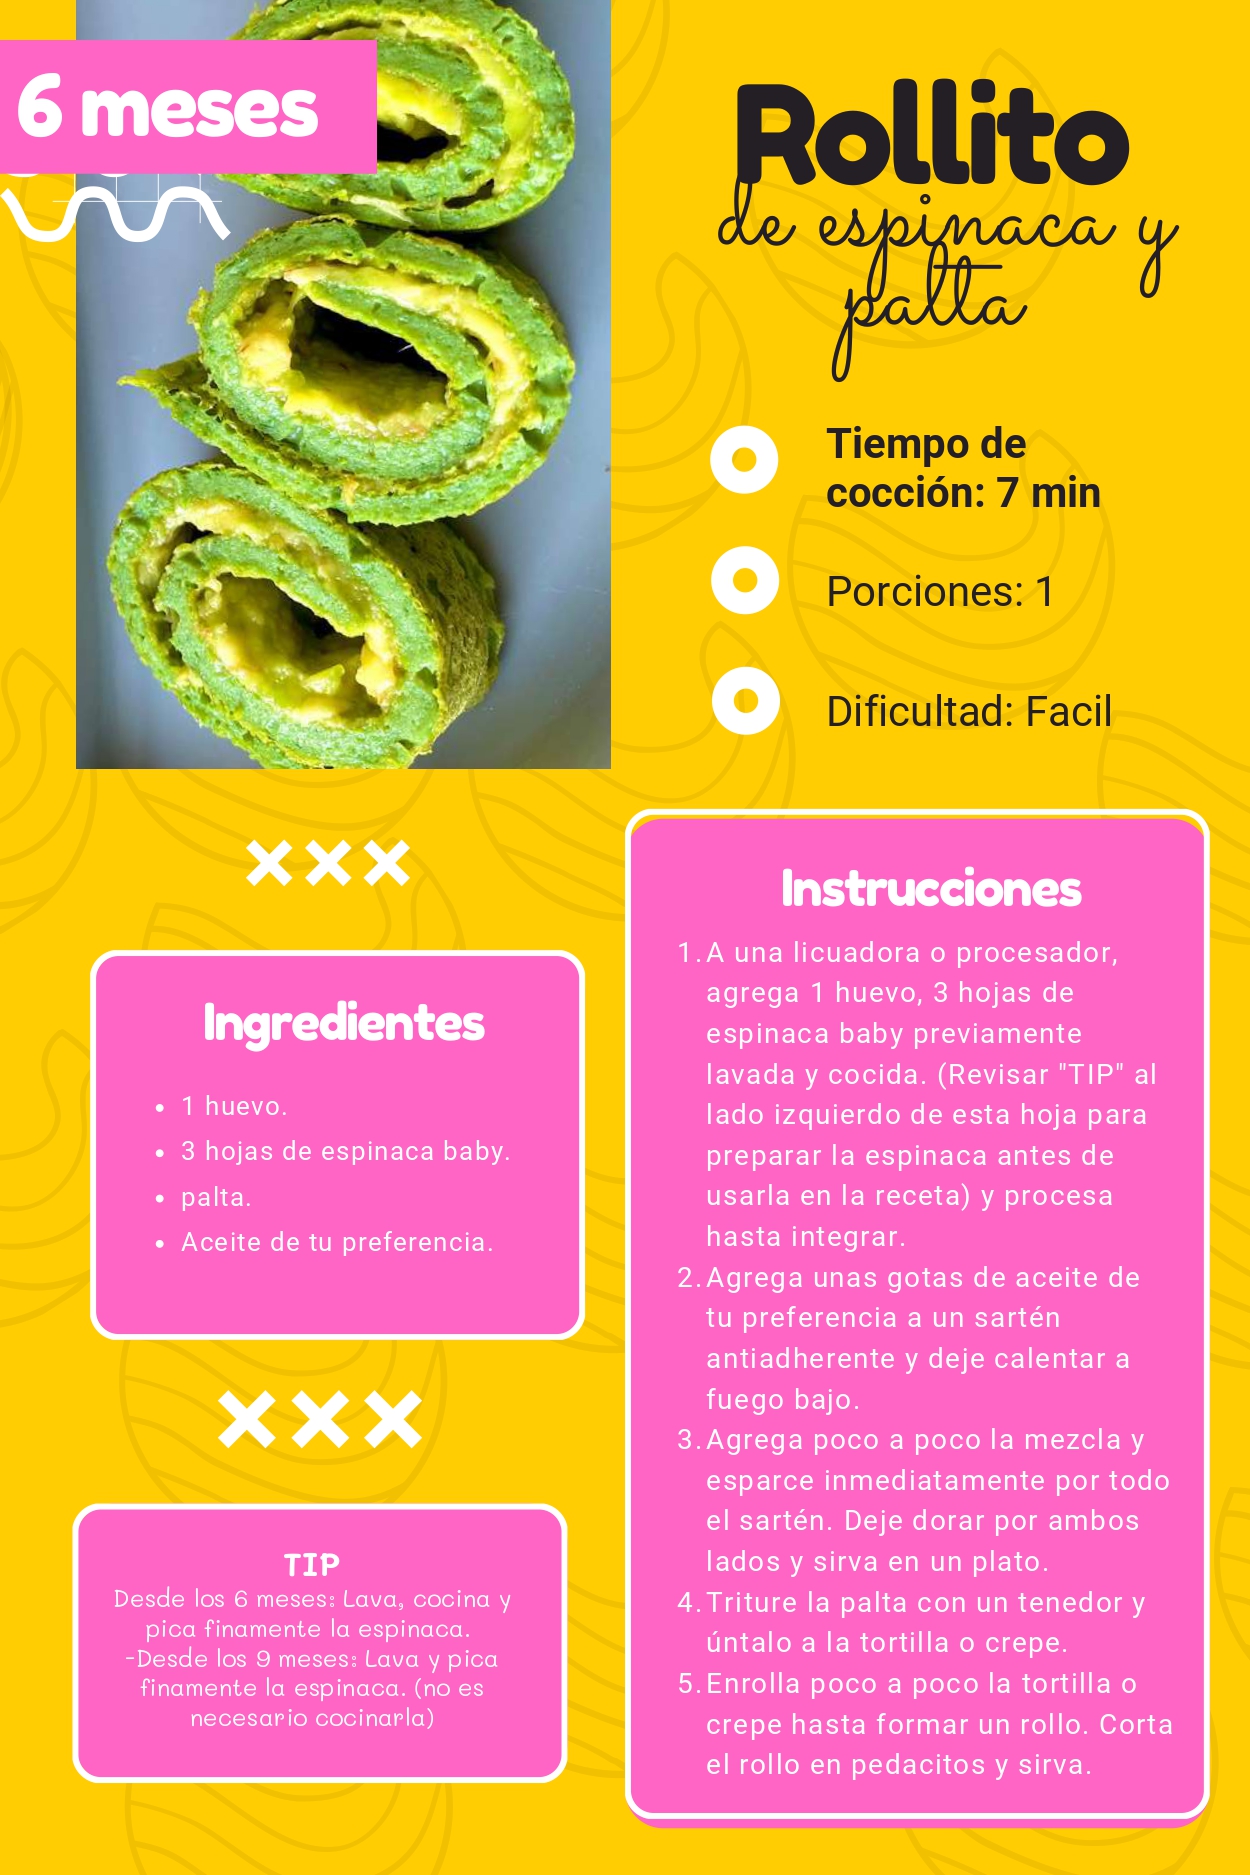 6 meses
Rollito
de espinaca y
palta
Tiempo de
cocción: 7 min
Porciones: 1
Dificultad: Facil
Ingredientes
• 1 huevo.
• 3 hojas de espinaca baby.
• palta.
• Aceite de tu preferencia.
TIP
Desde los 6 meses: Lava, cocina y
pica finamente la espinaca.
-Desde los 9 meses: Lava y pica
finamente la espinaca. (no es
necesario cocinarla)
Instrucciones
1. A una licuadora o procesador,
agrega 1 huevo, 3 hojas de
espinaca baby previamente
lavada y cocida. (Revisar "TIP" al
lado izquierdo de esta hoja para
preparar la espinaca antes de
usarla en la receta) y procesa
hasta integrar.
2. Agrega unas gotas de aceite de
tu preferencia a un sartén
antiadherente y deje calentar a
fuego bajo.
3. Agrega poco a poco la mezcla y
esparce inmediatamente por todo
el sartén. Deje dorar por ambos
lados y sirva en un plato.
4. Triture la palta con un tenedor y
úntalo a la tortilla o crepe.
5. Enrolla poco a poco la tortilla o
crepe hasta formar un rollo. Corta
el rollo en pedacitos y sirva.